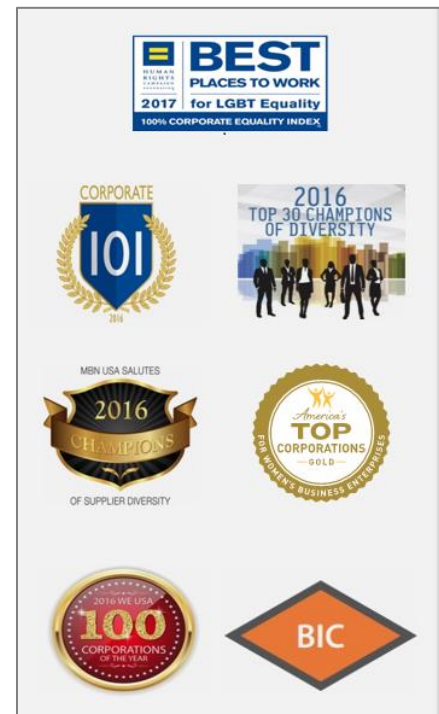 HUMAN
RIGHTS
CAMPAIGN
FOUNDATION
BEST
PLACES TO WORK
2017 for LGBT Equality
100% CORPORATE EQUALITY INDEX
CORPORATE
101
2016
2016
TOP 30 CHAMPIONS
OF DIVERSITY
MBN USA SALUTES
2016
CHAMPIONS
OF SUPPLIER DIVERSITY
America's
TOP
CORPORATIONS
GOLD
FOR WOMEN'S BUSINESS ENTERPRISES
2016 WE USA
100
CORPORATIONS
OF THE YEAR
BIC